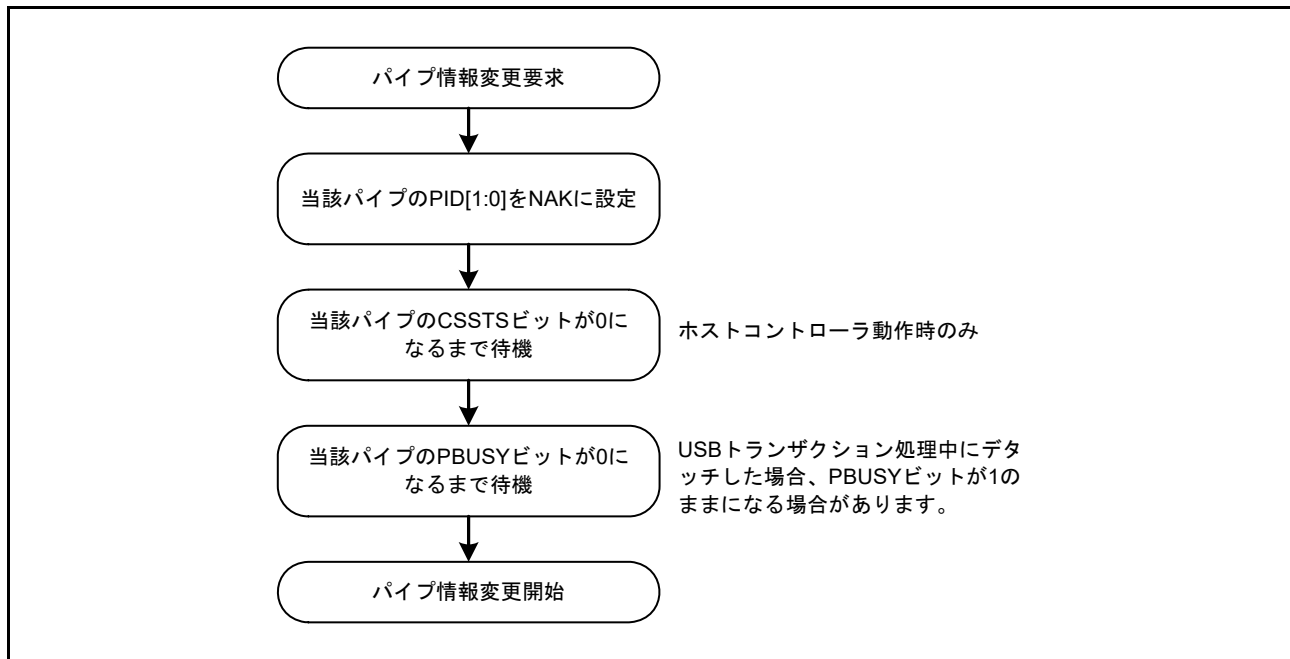 パイプ情報変更要求
当該パイプのPID[1:0]をNAKに設定
当該パイプのCSSTSビットが0に
なるまで待機
ホストコントローラ動作時のみ
当該パイプのPBUSYビットが0に
なるまで待機
USBトランザクション処理中にデタ
ッチした場合、PBUSYビットが1の
ままになる場合があります。
パイプ情報変更開始